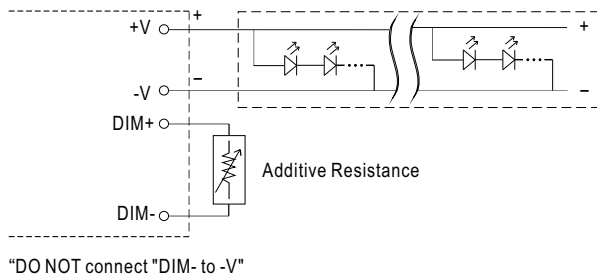 +V
+
+
-V
−
−
DIM+
Additive Resistance
DIM-
“DO NOT connect "DIM- to -V"